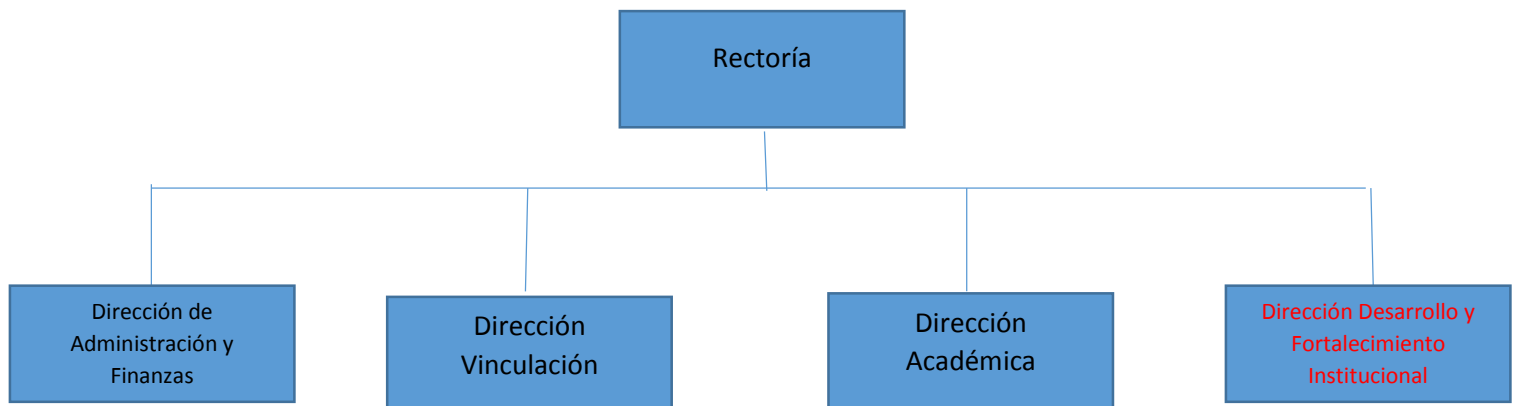 Rectoría
Dirección de
Administración y
Finanzas
Dirección
Vinculación
Dirección
Académica
Dirección Desarrollo y
Fortalecimiento
Institucional